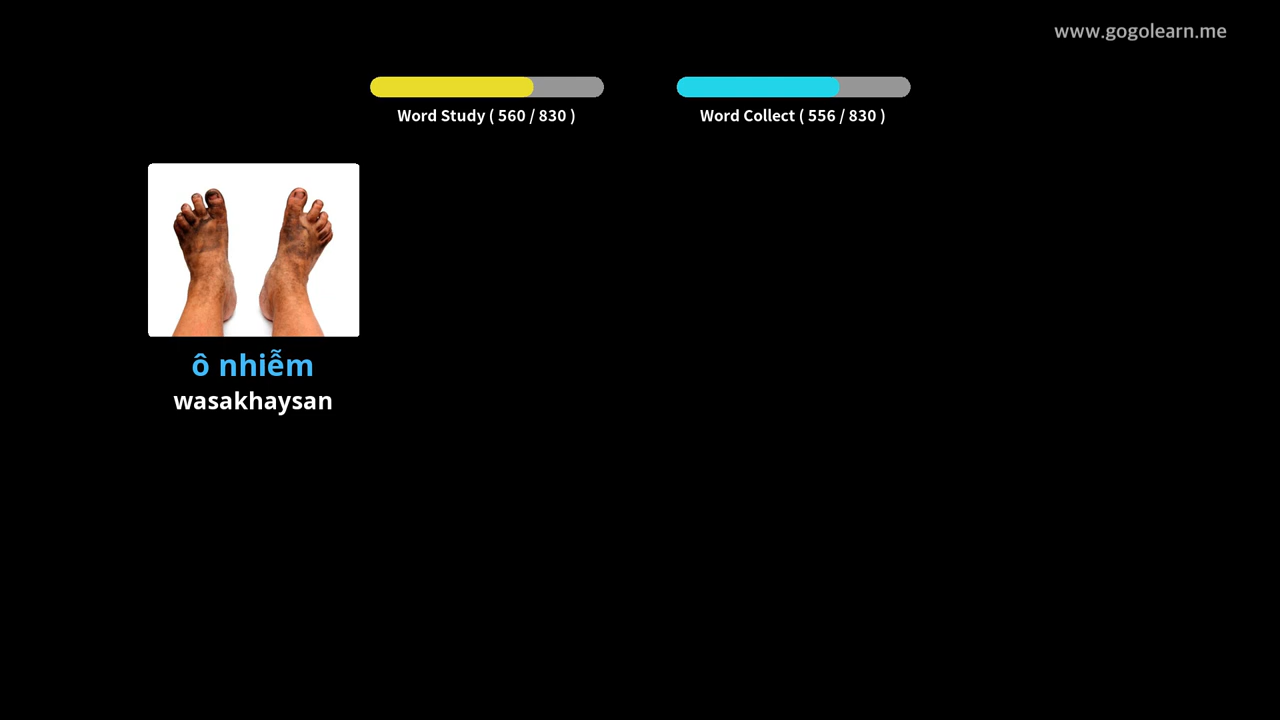 www.gogolearn.me
Word Study ( 560 / 830 )
Word Collect ( 556 / 830 )
ô nhiễm
wasakhaysan